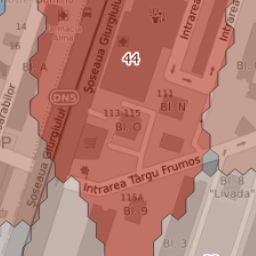 14
16
Șoseaua Giurgiului
44
Intrarea
Intrarea
A
DN5
111
Bl. N
113-115
Bl. O
P
Șoseaua Giurgiului
Intrarea Târgu Frumos
115A
Bl. 9
Bl. 8
"Livada"
Bl. 3